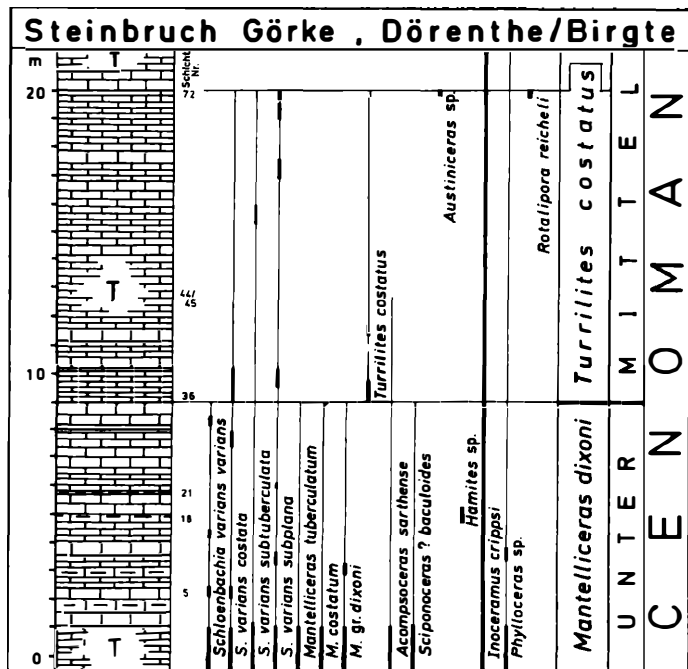 Steinbruch Görke , Dörenthe/Birgte
m
Schicht Nr.
T
20
72
T
44/
45
10
36
21
18
5
0
T
Schloenbachia varians varians
S. varians costata
S. varians subtuberculata
S. varians subplana
Mantelliceras tuberculatum
M. costatum
M. gr. dixoni
Turrilites costatus
Acompsoceras sarthense
Sciponoceras ? baculoides
Austiniceras sp.
Hamites sp.
Inoceramus crippsi
Phylloceras sp.
Rotalipora reicheli
Turrilites costatus
Mantelliceras dixoni
MITTEL
UNTER
CENOMAN